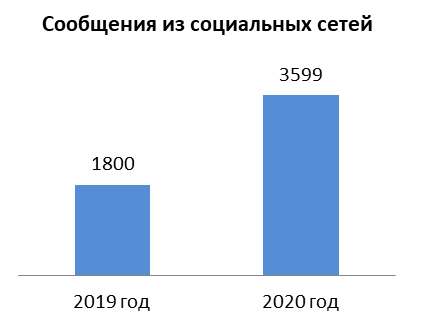 Сообщения из социальных сетей
3599
1800
2019 год
2020 год